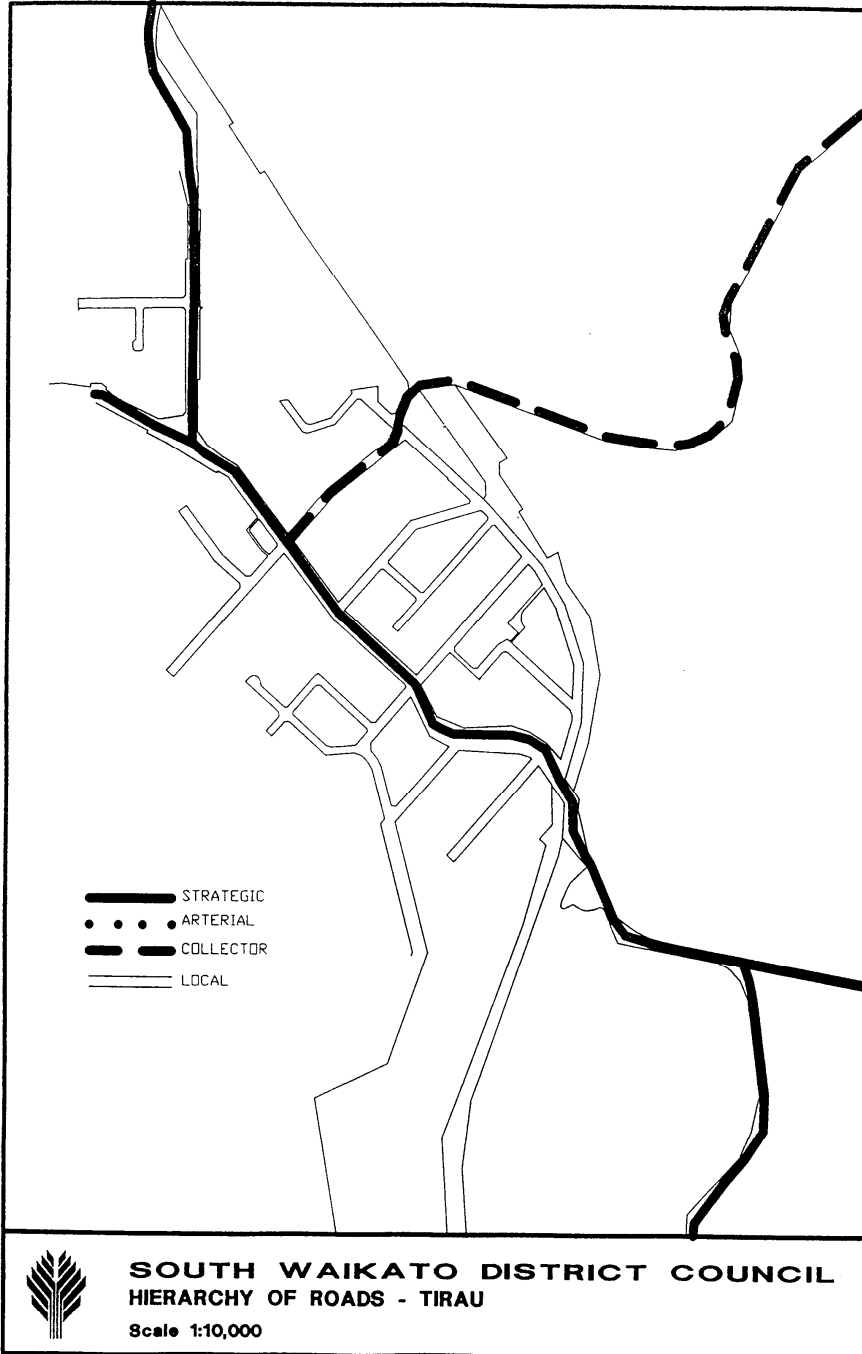 STRATEGIC
ARTERIAL
COLLECTOR
LOCAL
SOUTH WAIKATO DISTRICT COUNCIL
HIERARCHY OF ROADS - TIRAU
Scale 1:10,000